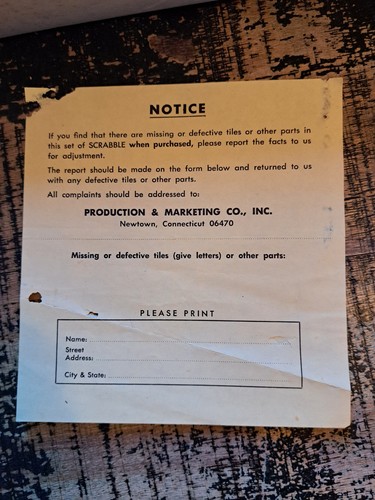 NOTICE
If you find that there are missing or defective tiles or other parts in
this set of SCRABBLE when purchased, please report the facts to us
for adjustment.
The report should be made on the form below and returned to us
with any defective tiles or other parts.
All complaints should be addressed to:
PRODUCTION & MARKETING CO., INC.
Newtown, Connecticut 06470
Missing or defective tiles (give letters) or other parts:
PLEASE PRINT
Name:
Street
Address:
City & State: